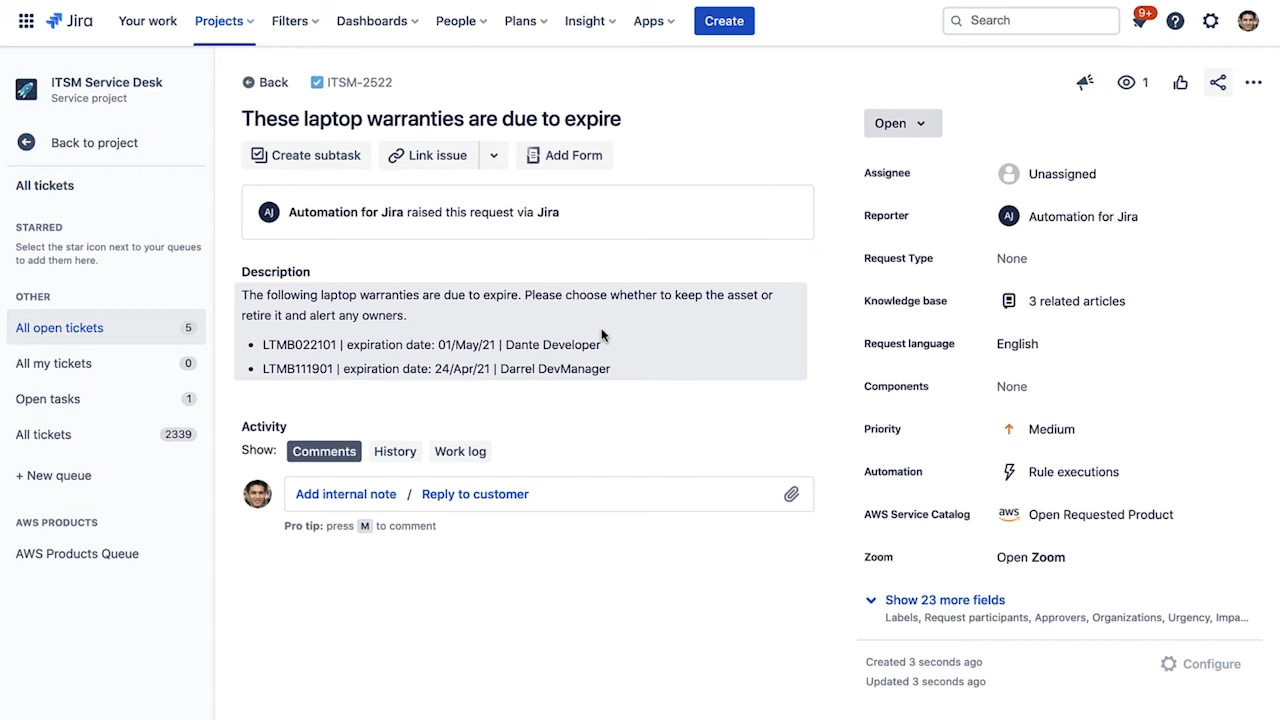 Jira Your work Projects Filters Dashboards People Plans Insight Apps Create Search 9+
ITSM Service Desk
Service project
Back to project
All tickets
STARRED
Select the star icon next to your queues
to add them here.
OTHER
All open tickets 5
All my tickets 0
Open tasks 1
All tickets 2339
+ New queue
AWS PRODUCTS
AWS Products Queue
Back ITSM-2522
These laptop warranties are due to expire
Create subtask Link issue Add Form
AJ Automation for Jira raised this request via Jira
Description
The following laptop warranties are due to expire. Please choose whether to keep the asset or
retire it and alert any owners.
• LTMB022101 | expiration date: 01/May/21 | Dante Developer
• LTMB111901 | expiration date: 24/Apr/21 | Darrel DevManager
Activity
Show: Comments History Work log
Add internal note / Reply to customer
Pro tip: press M to comment
1
Open
Assignee Unassigned
Reporter AJ Automation for Jira
Request Type None
Knowledge base 3 related articles
Request language English
Components None
Priority Medium
Automation Rule executions
AWS Service Catalog aws Open Requested Product
Zoom Open Zoom
Show 23 more fields
Labels, Request participants, Approvers, Organizations, Urgency, Impa...
Created 3 seconds ago
Updated 3 seconds ago
Configure